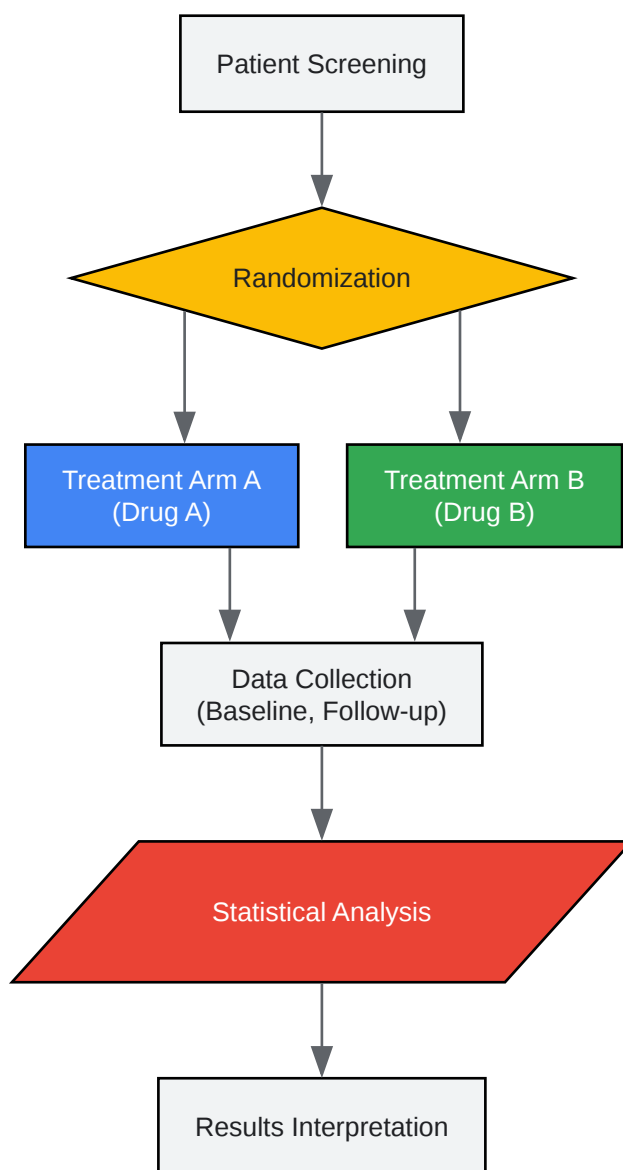 Patient Screening
Randomization
Treatment Arm A
(Drug A)
Treatment Arm B
(Drug B)
Data Collection
(Baseline, Follow-up)
Statistical Analysis
Results Interpretation